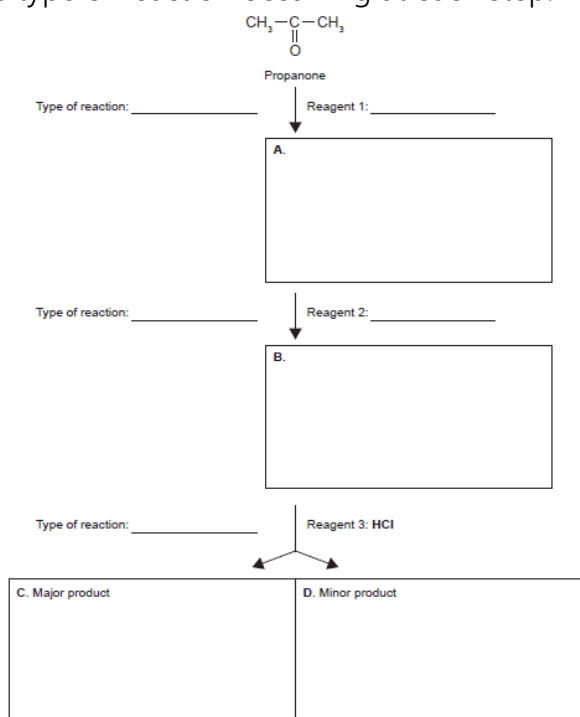 CH₃—C—CH₃
||
O
Propanone
Type of reaction: Reagent 1:
A.
Type of reaction: Reagent 2:
B.
Type of reaction: Reagent 3: HCl
C. Major product D. Minor product